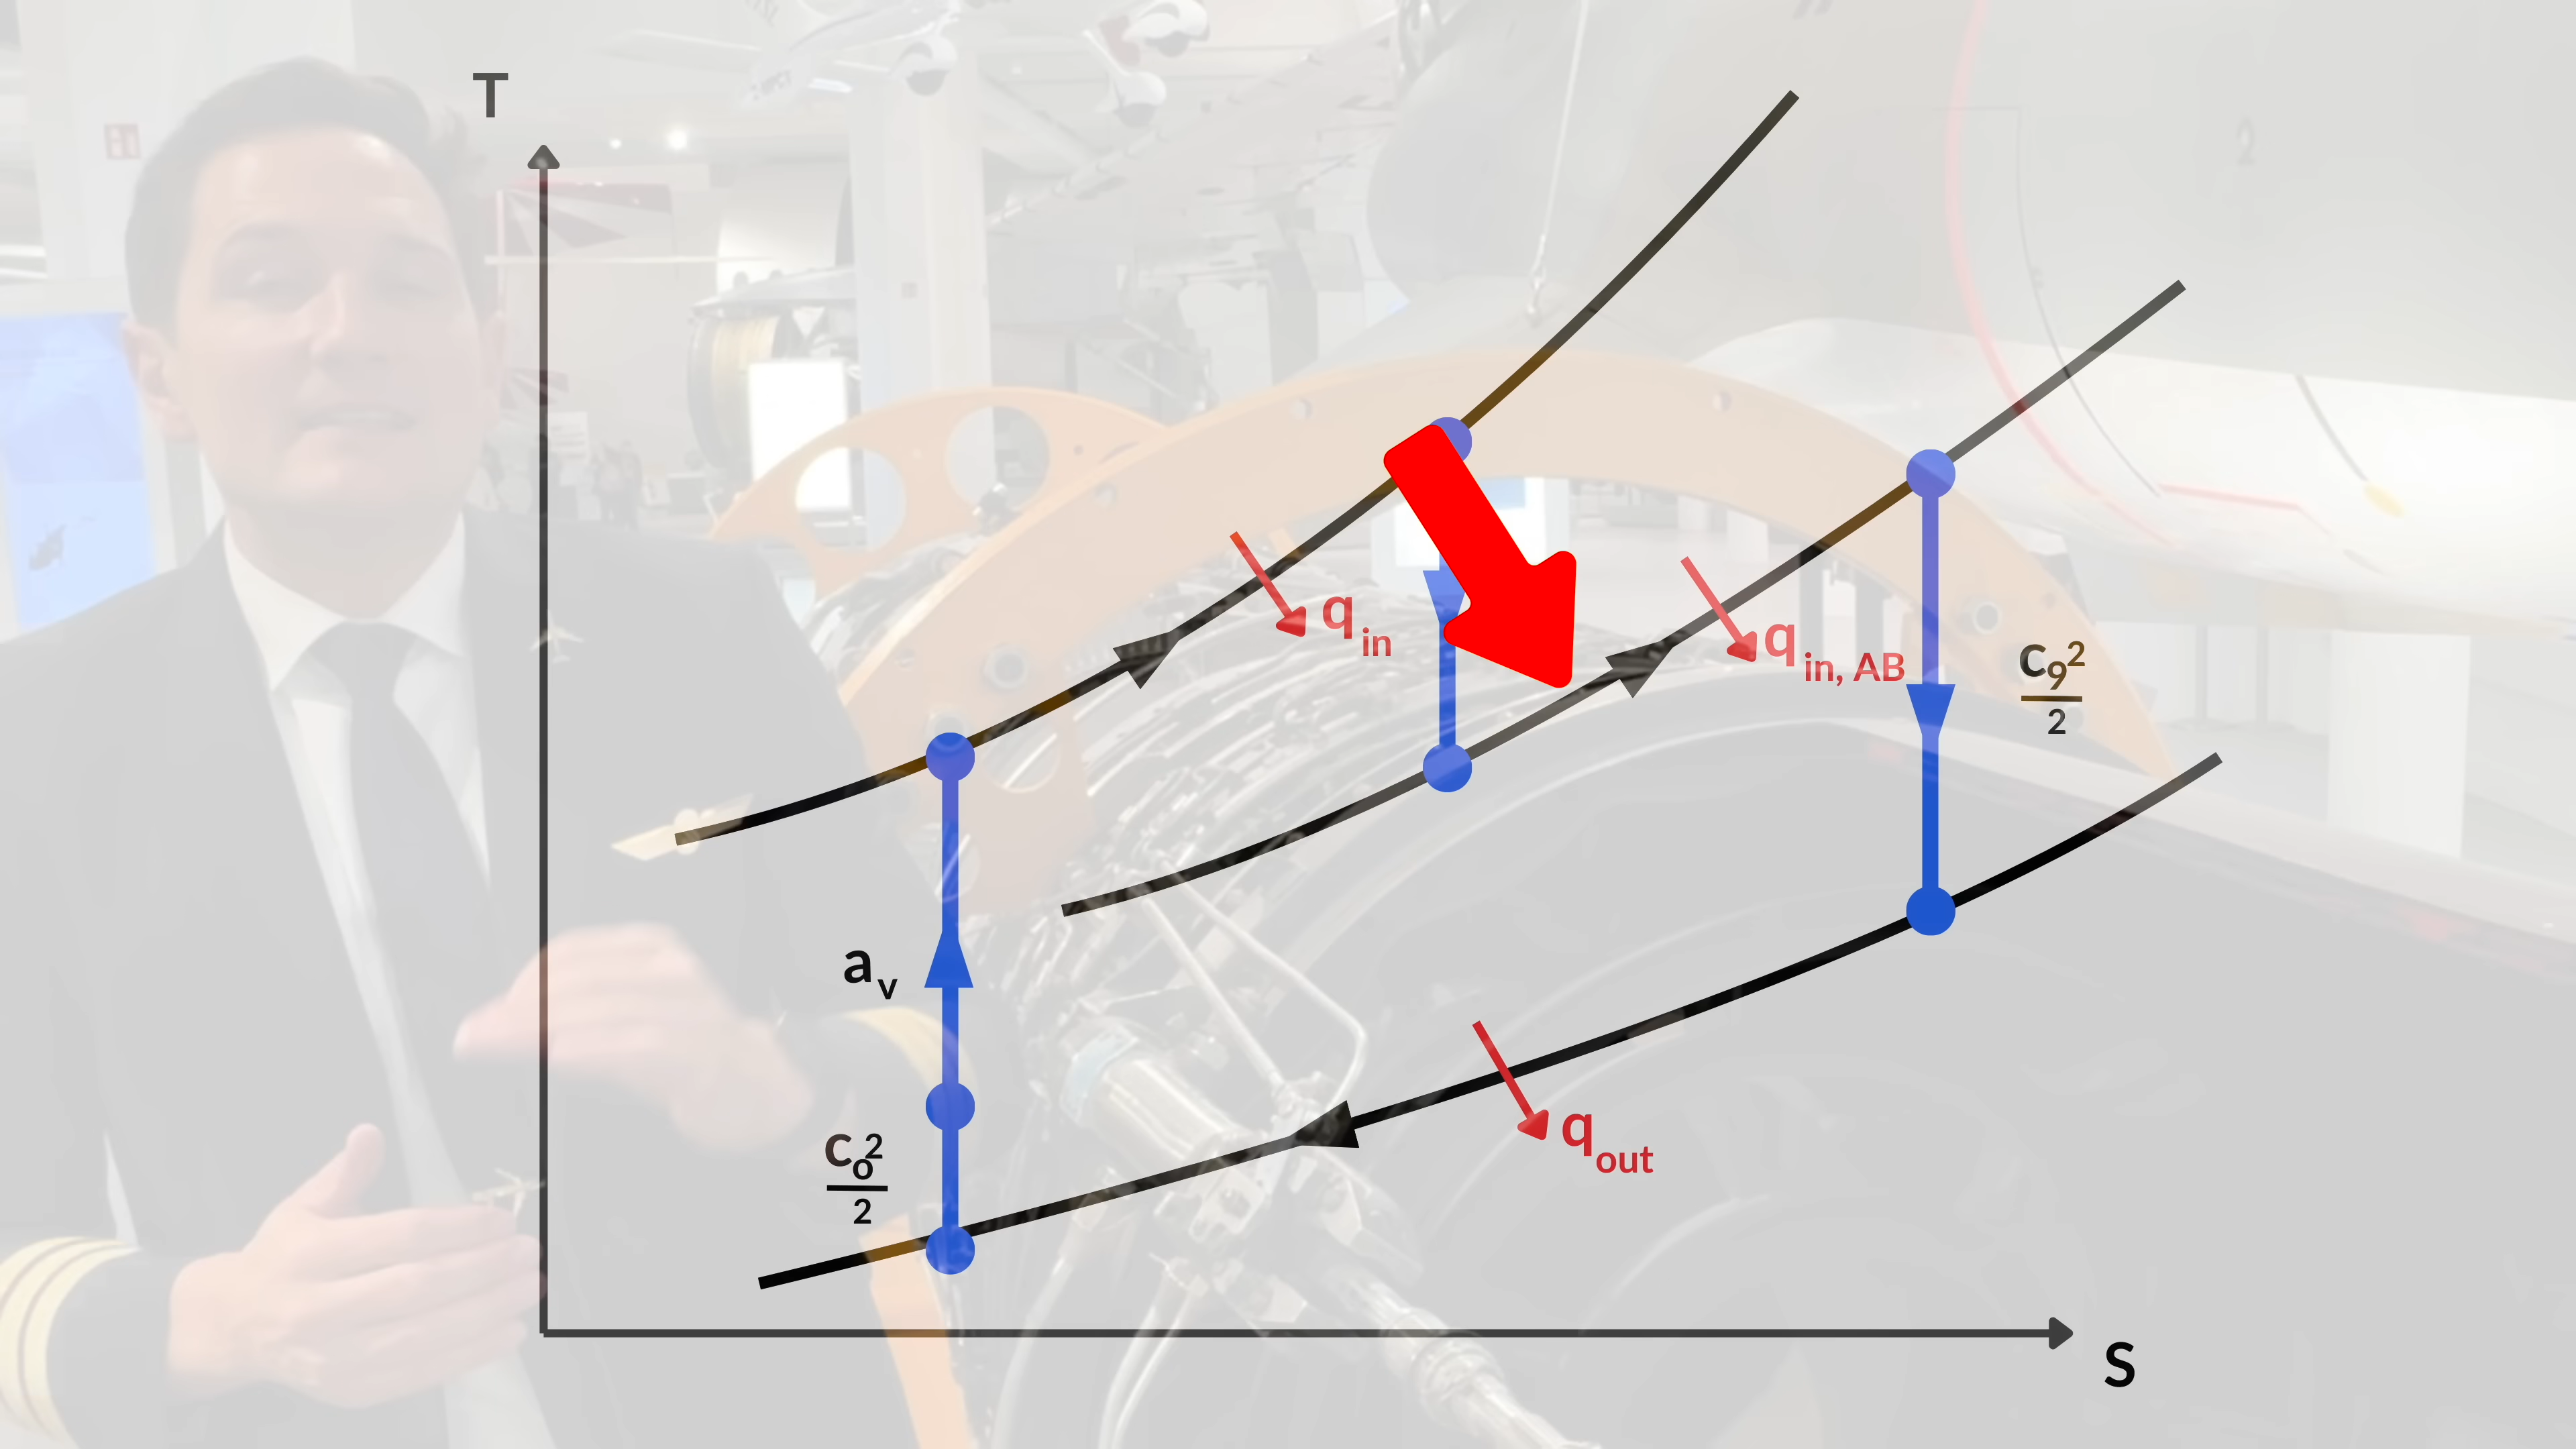 T
q in
q in, AB
c₉²
2
a v
c₀²
2
q out
S